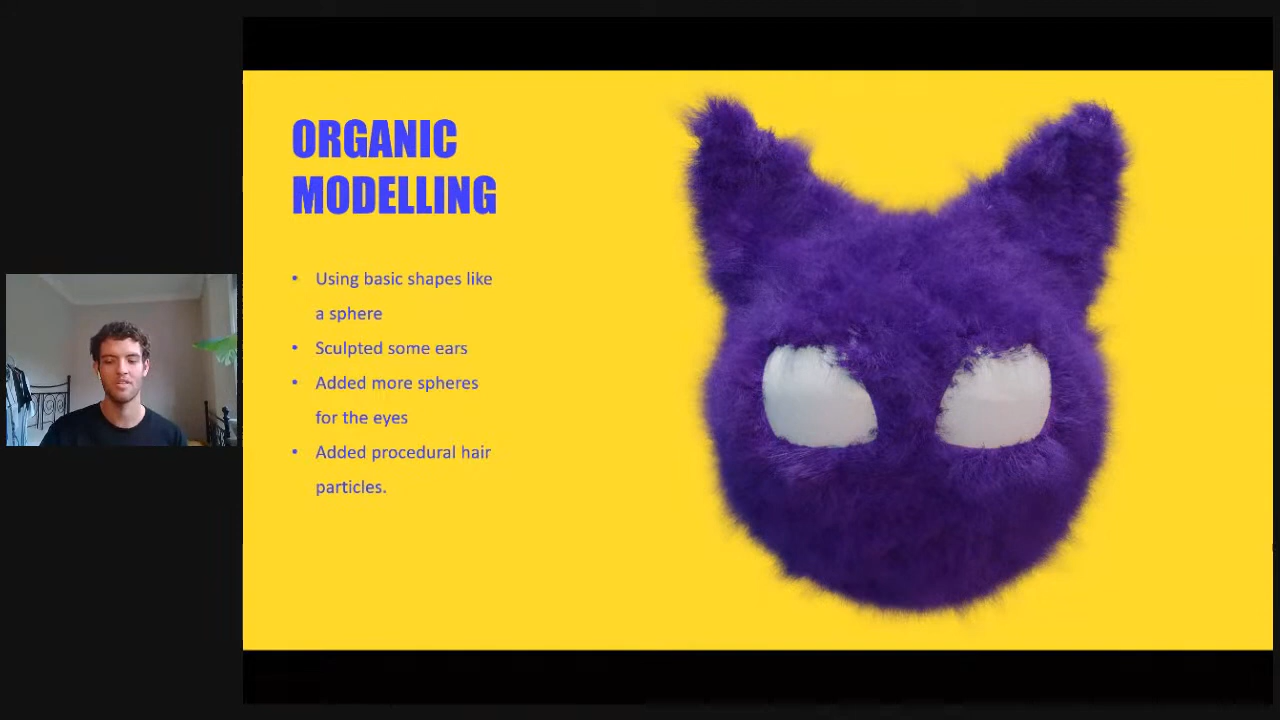 ORGANIC
MODELLING
• Using basic shapes like
a sphere
• Sculpted some ears
• Added more spheres
for the eyes
• Added procedural hair
particles.